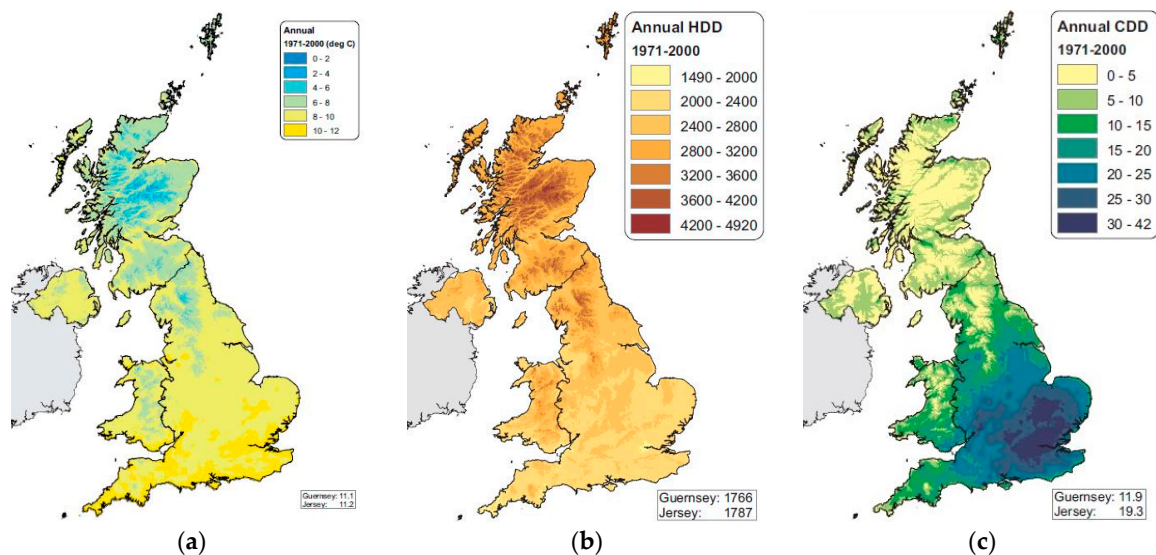 Annual
1971-2000 (deg C)
0 - 2
2 - 4
4 - 6
6 - 8
8 - 10
10 - 12
Guernsey: 11.1
Jersey: 11.2
(a)
Annual HDD
1971-2000
1490 - 2000
2000 - 2400
2400 - 2800
2800 - 3200
3200 - 3600
3600 - 4200
4200 - 4920
Guernsey: 1766
Jersey: 1787
(b)
Annual CDD
1971-2000
0 - 5
5 - 10
10 - 15
15 - 20
20 - 25
25 - 30
30 - 42
Guernsey: 11.9
Jersey: 19.3
(c)